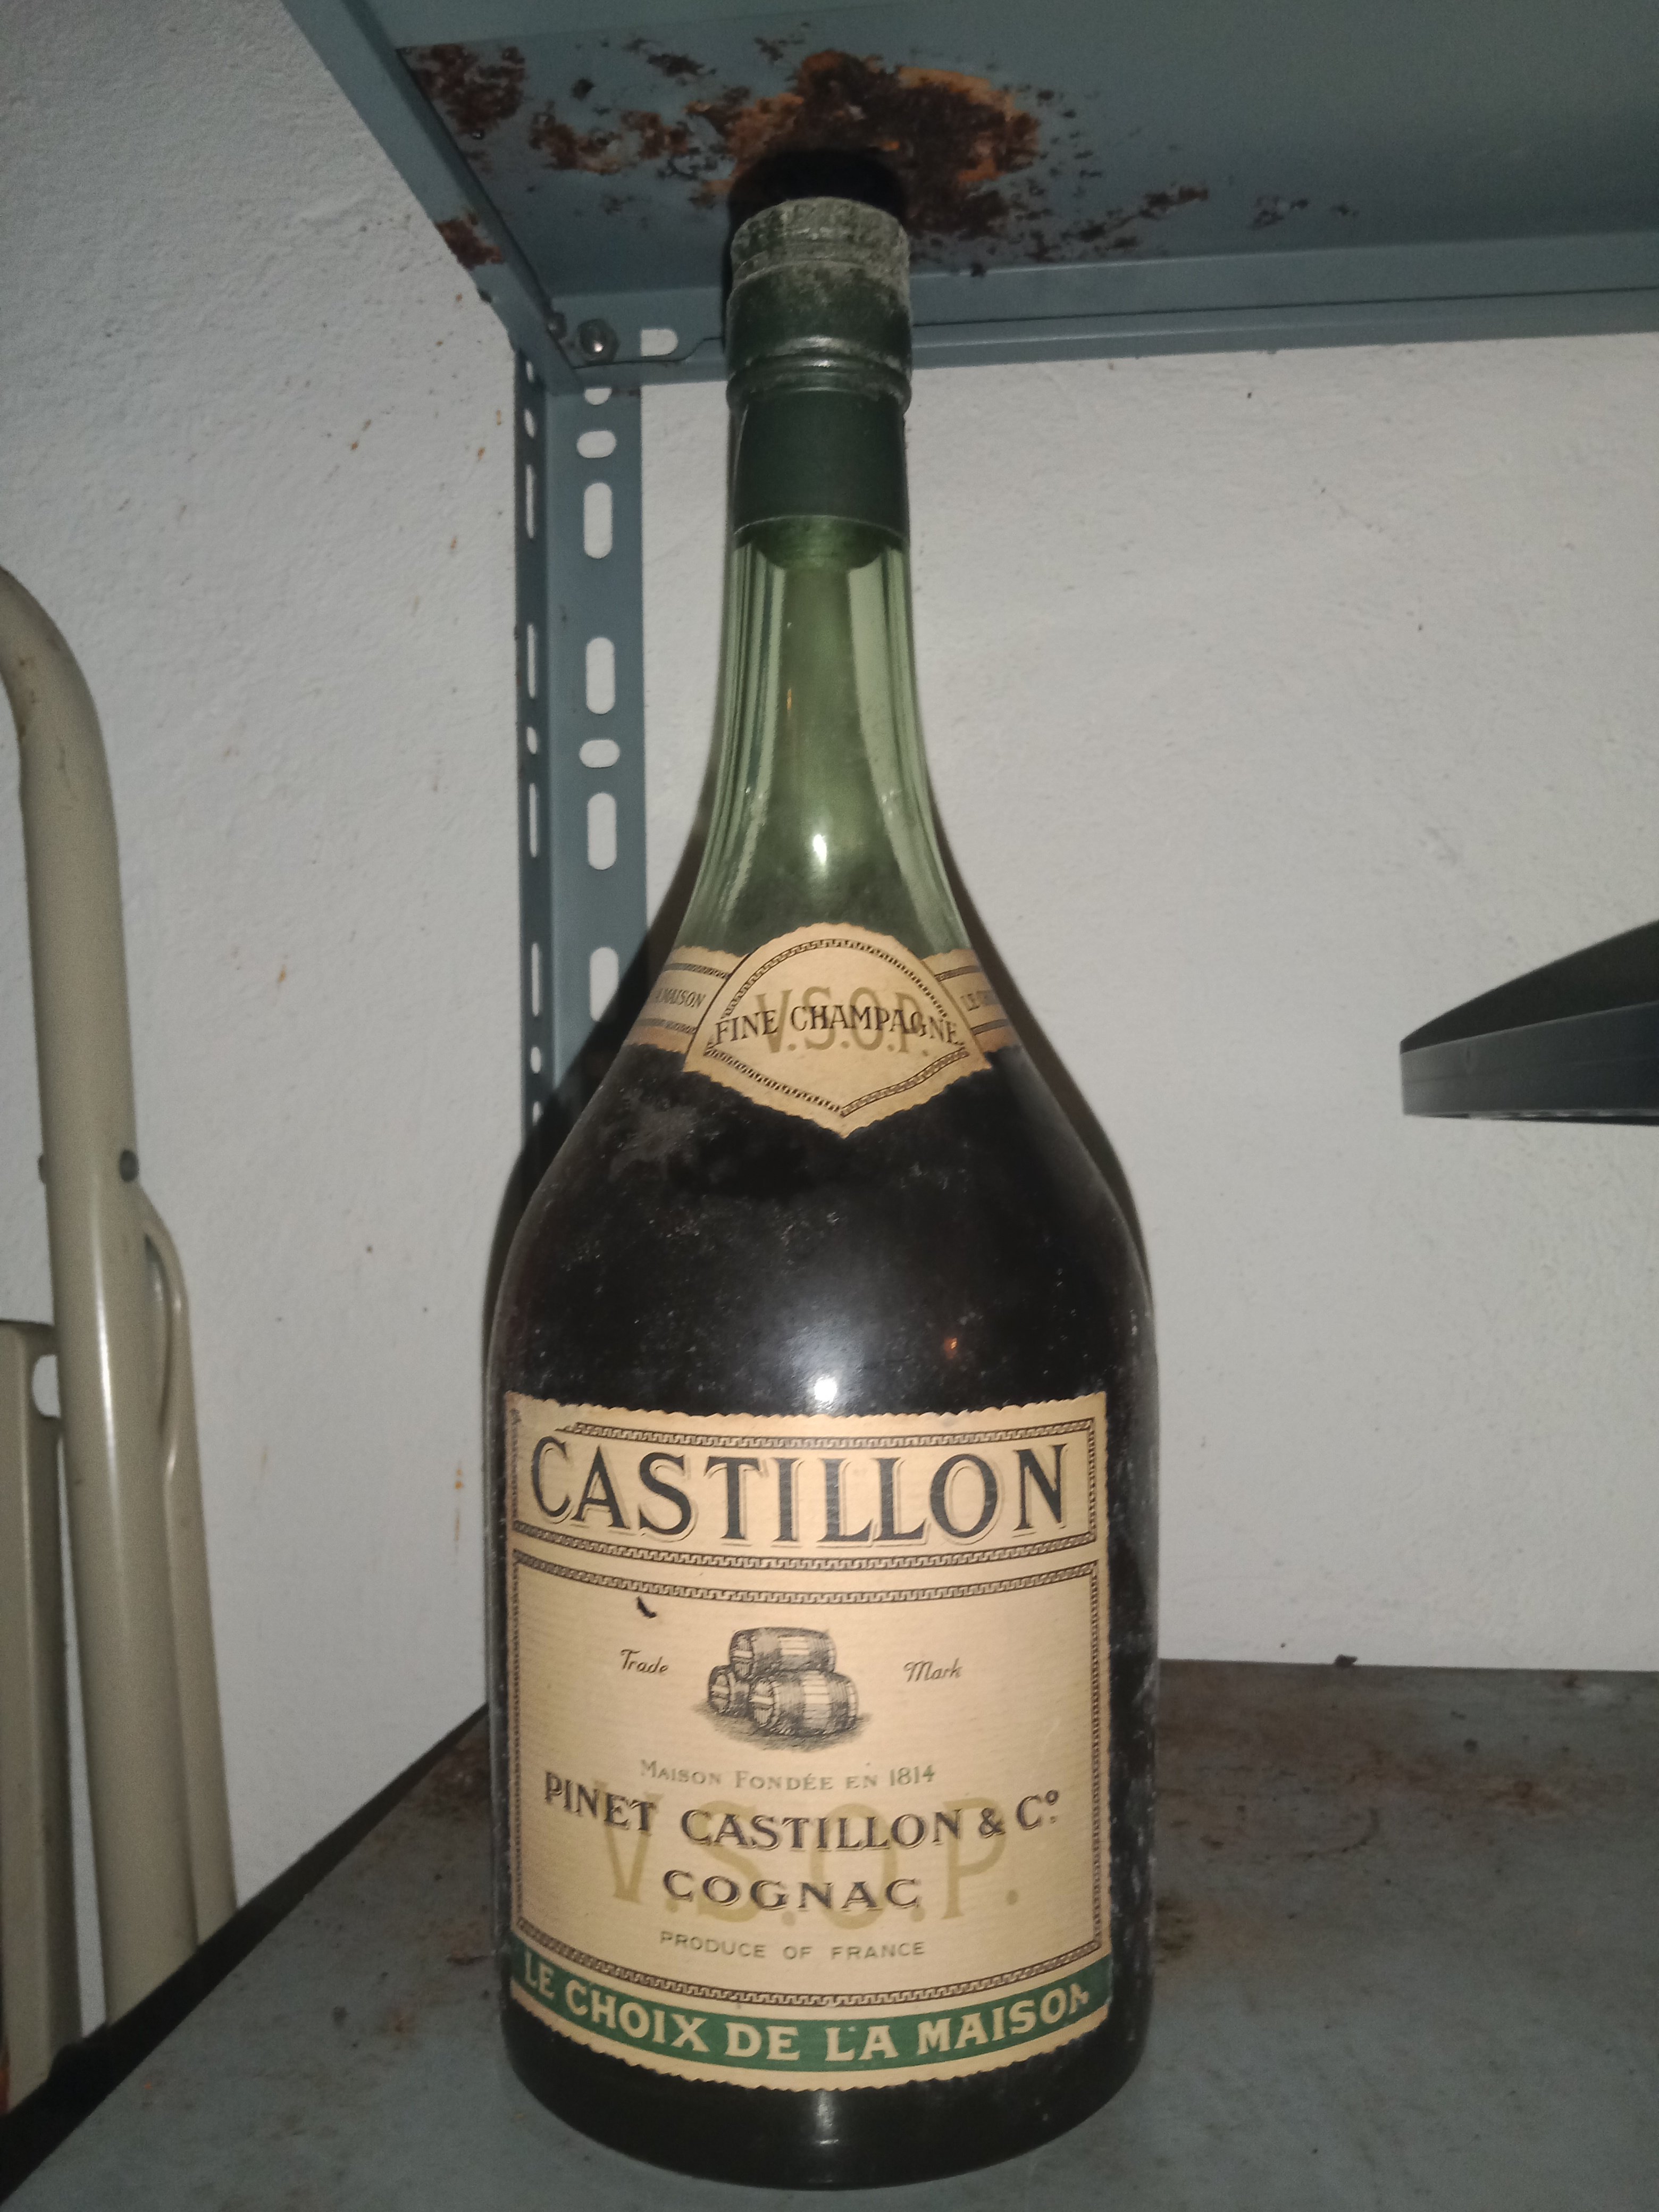 MAISON
V.S.O.P.
FINE CHAMPAGNE
CASTILLON
Trade Mark
MAISON FONDÉE EN 1814
PINET CASTILLON & Cº
V.S.O.P.
COGNAC
PRODUCE OF FRANCE
LE CHOIX DE LA MAISON